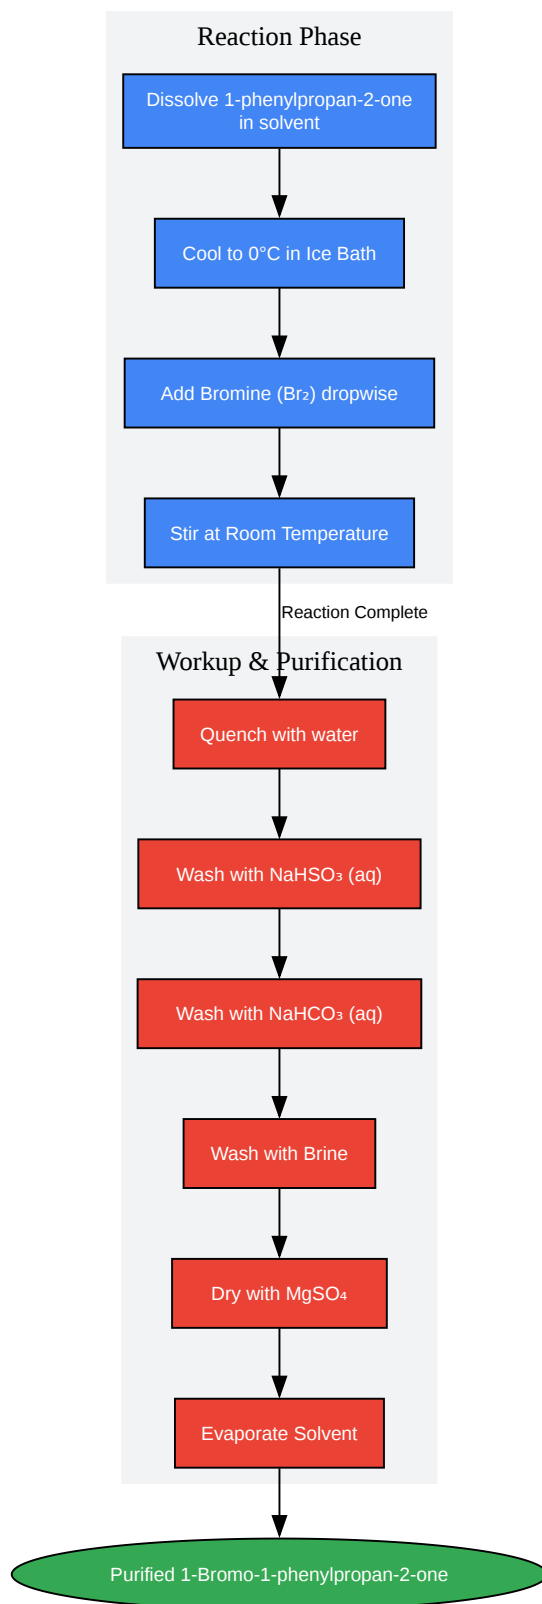 Reaction Phase
Dissolve 1-phenylpropan-2-one
in solvent
Cool to 0°C in Ice Bath
Add Bromine (Br₂) dropwise
Stir at Room Temperature
Reaction Complete
Workup & Purification
Quench with water
Wash with NaHSO₃ (aq)
Wash with NaHCO₃ (aq)
Wash with Brine
Dry with MgSO₄
Evaporate Solvent
Purified 1-Bromo-1-phenylpropan-2-one